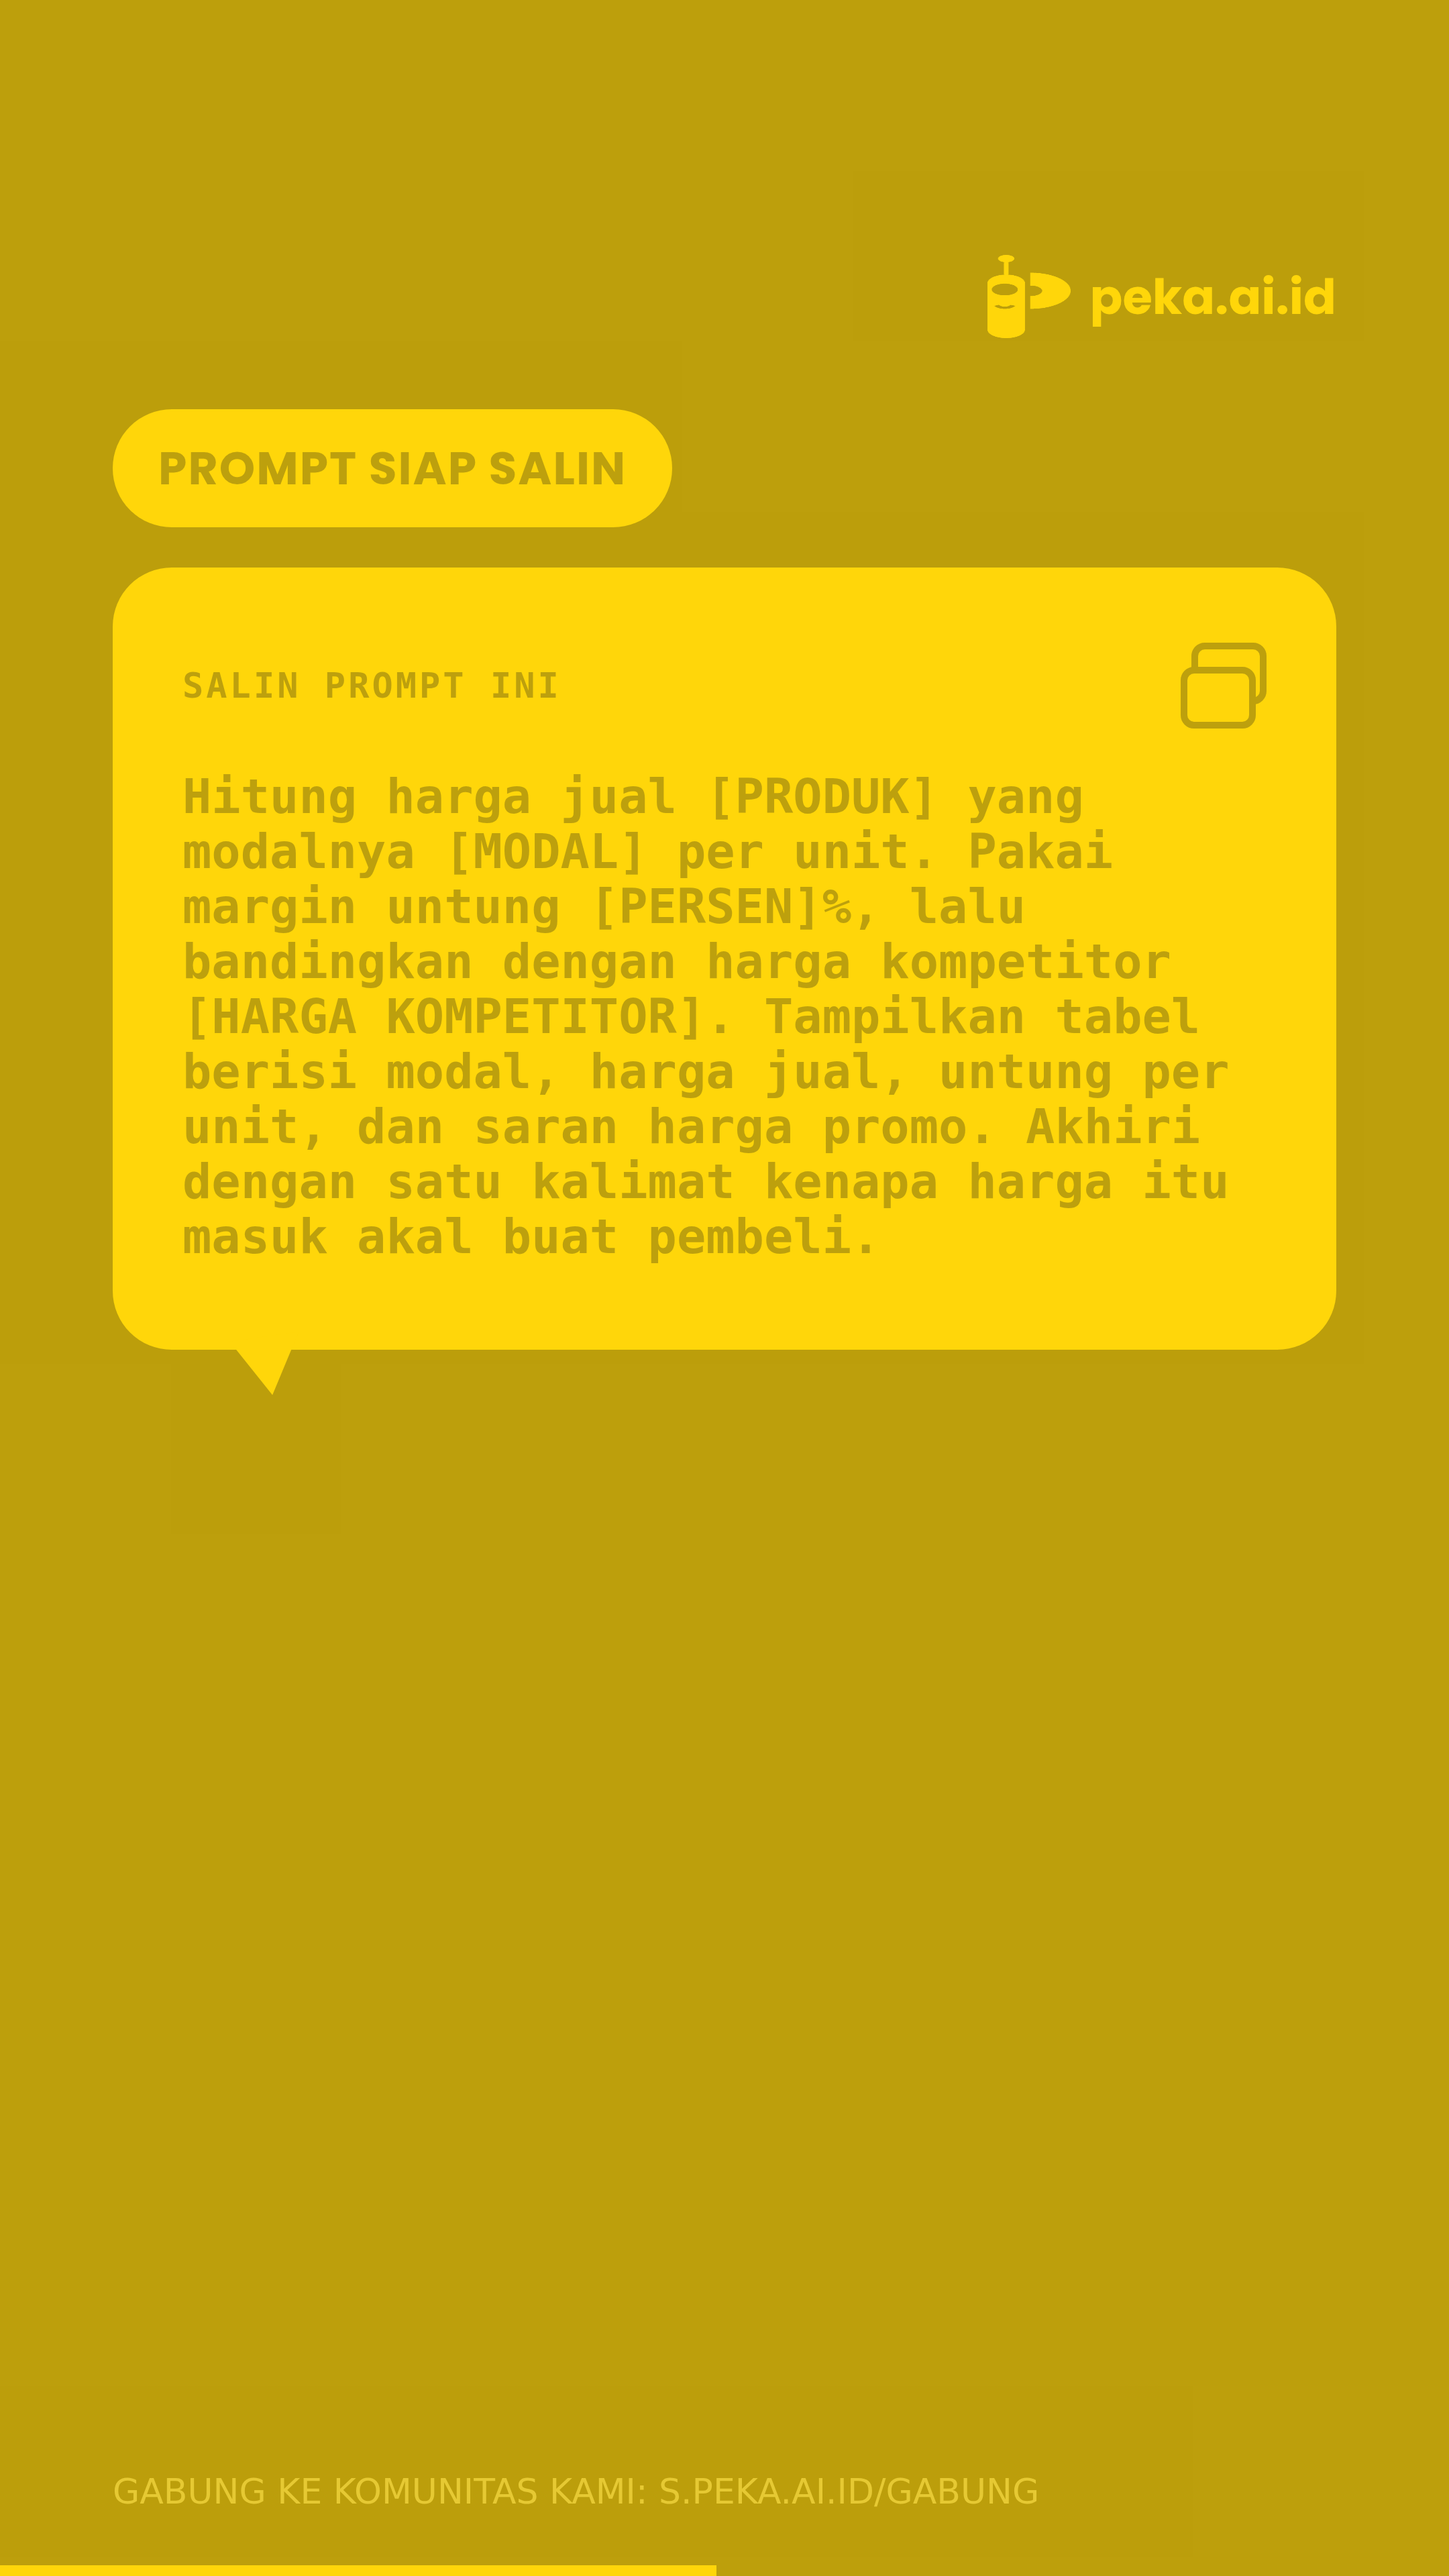 peka.ai.id
PROMPT SIAP SALIN
SALIN PROMPT INI
Hitung harga jual [PRODUK] yang
modalnya [MODAL] per unit. Pakai
margin untung [PERSEN]%, lalu
bandingkan dengan harga kompetitor
[HARGA KOMPETITOR]. Tampilkan tabel
berisi modal, harga jual, untung per
unit, dan saran harga promo. Akhiri
dengan satu kalimat kenapa harga itu
masuk akal buat pembeli.
GABUNG KE KOMUNITAS KAMI: S.PEKA.AI.ID/GABUNG